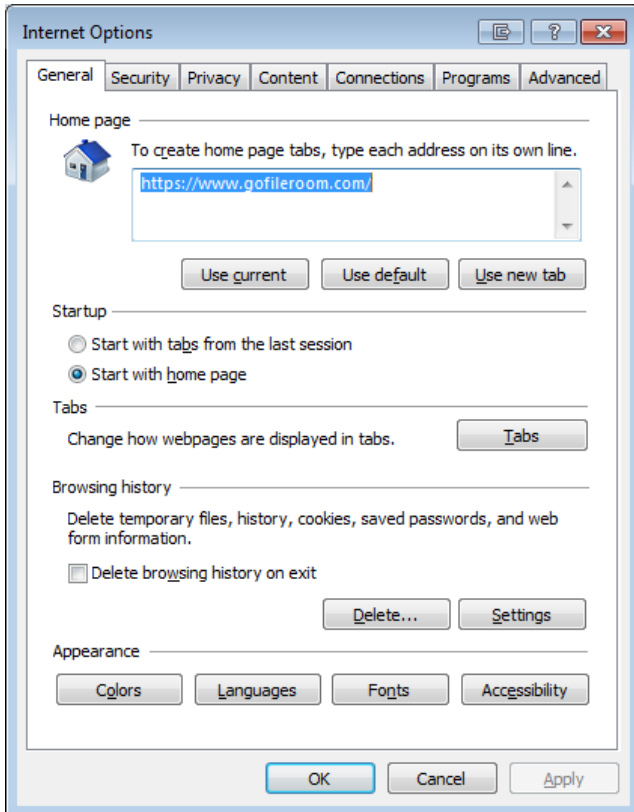 Internet Options
General Security Privacy Content Connections Programs Advanced
Home page
To create home page tabs, type each address on its own line.
https://www.gofileroom.com/
Use current Use default Use new tab
Startup
Start with tabs from the last session
Start with home page
Tabs
Change how webpages are displayed in tabs. Tabs
Browsing history
Delete temporary files, history, cookies, saved passwords, and web
form information.
Delete browsing history on exit
Delete... Settings
Appearance
Colors Languages Fonts Accessibility
OK Cancel Apply